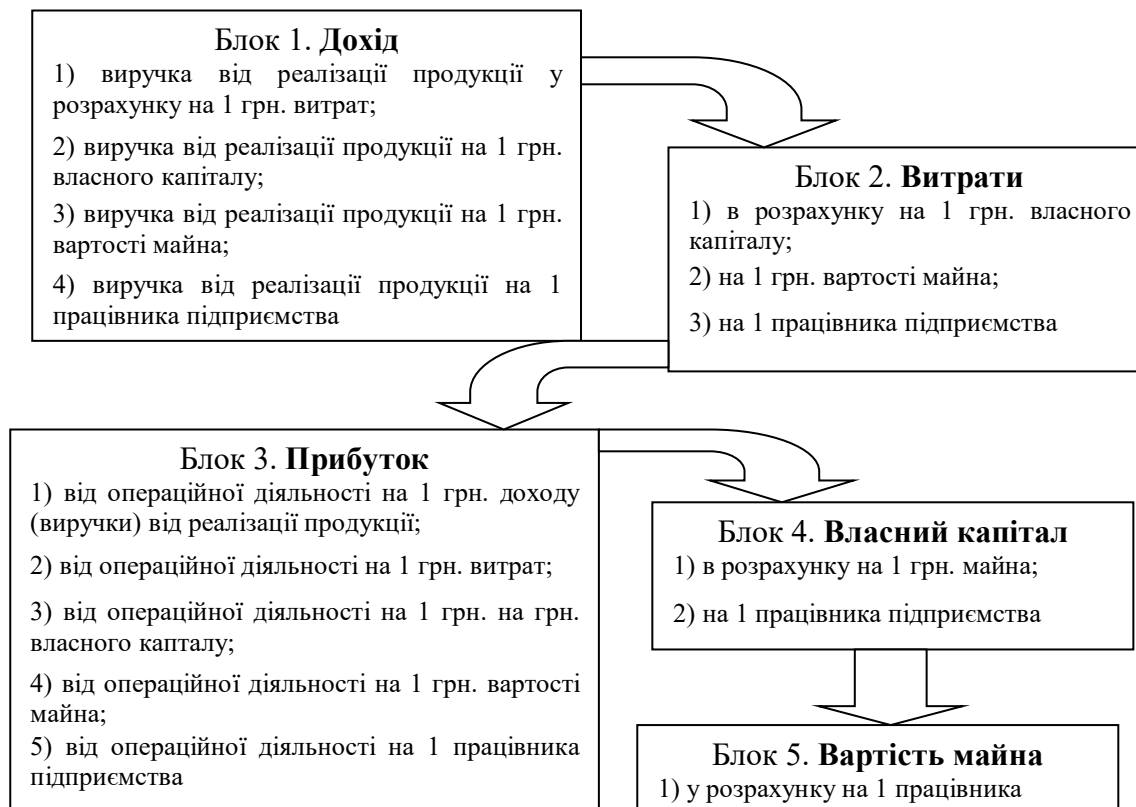 Блок 1. Дохід
1) виручка від реалізації продукції у
розрахунку на 1 грн. витрат;
2) виручка від реалізації продукції на 1 грн.
власного капіталу;
3) виручка від реалізації продукції на 1 грн.
вартості майна;
4) виручка від реалізації продукції на 1
працівника підприємства
Блок 2. Витрати
1) в розрахунку на 1 грн. власного
капіталу;
2) на 1 грн. вартості майна;
3) на 1 працівника підприємства
Блок 3. Прибуток
1) від операційної діяльності на 1 грн. доходу
(виручки) від реалізації продукції;
2) від операційної діяльності на 1 грн. витрат;
3) від операційної діяльності на 1 грн. на грн.
власного капталу;
4) від операційної діяльності на 1 грн. вартості
майна;
5) від операційної діяльності на 1 працівника
підприємства
Блок 4. Власний капітал
1) в розрахунку на 1 грн. майна;
2) на 1 працівника підприємства
Блок 5. Вартість майна
1) у розрахунку на 1 працівника